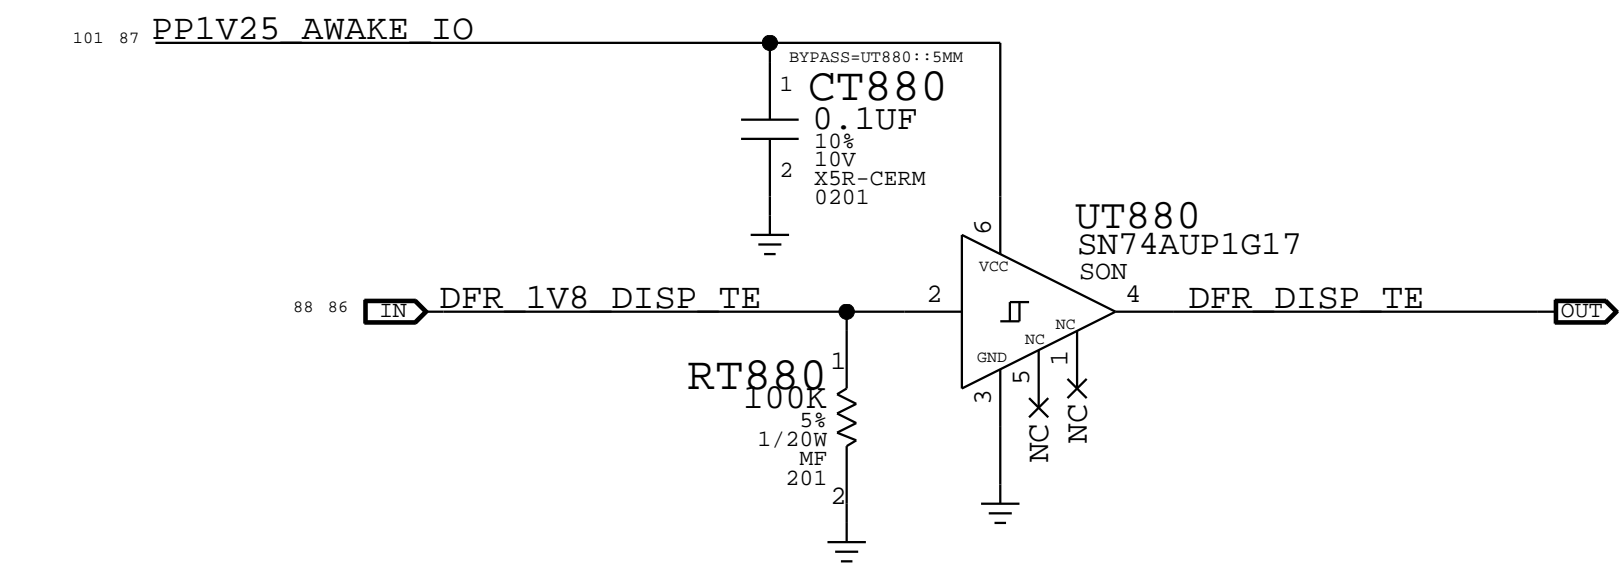 101 87 PP1V25_AWAKE_IO
BYPASS=UT880::5MM
1
CT880
0.1UF
10%
10V
2
X5R-CERM
0201
UT880
SN74AUP1G17
SON
6
VCC
88 86 IN DFR_1V8_DISP_TE
2
4
DFR_DISP_TE
OUT
NC
NC
GND
1
5
3
NC
NC
RT880
1
100K
5%
1/20W
MF
201
2